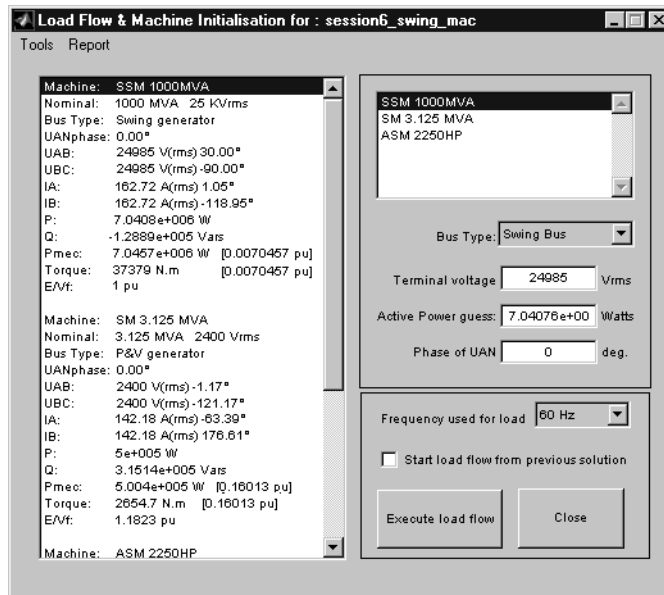 Load Flow & Machine Initialisation for : session6_swing_mac
Tools Report
Machine: SSM 1000MVA
Nominal: 1000 MVA 25 KVrms
Bus Type: Swing generator
UANphase: 0.00°
UAB: 24985 V(rms) 30.00°
UBC: 24985 V(rms) -90.00°
IA: 162.72 A(rms) 1.05°
IB: 162.72 A(rms) -118.95°
P: 7.0408e+006 W
Q: -1.2889e+005 Vars
Pmec: 7.0457e+006 W [0.0070457 pu]
Torque: 37379 N.m [0.0070457 pu]
E/Vf: 1 pu
Machine: SM 3.125 MVA
Nominal: 3.125 MVA 2400 Vrms
Bus Type: P&V generator
UANphase: 0.00°
UAB: 2400 V(rms) -1.17°
UBC: 2400 V(rms) -121.17°
IA: 142.18 A(rms) -63.39°
IB: 142.18 A(rms) 176.61°
P: 5e+005 W
Q: 3.1514e+005 Vars
Pmec: 5.004e+005 W [0.16013 pu]
Torque: 2654.7 N.m [0.16013 pu]
E/Vf: 1.1823 pu
Machine: ASM 2250HP
SSM 1000MVA
SM 3.125 MVA
ASM 2250HP
Bus Type: Swing Bus
Terminal voltage 24985 Vrms
Active Power guess: 7.04076e+00 Watts
Phase of UAN 0 deg.
Frequency used for load 60 Hz
Start load flow from previous solution
Execute load flow Close